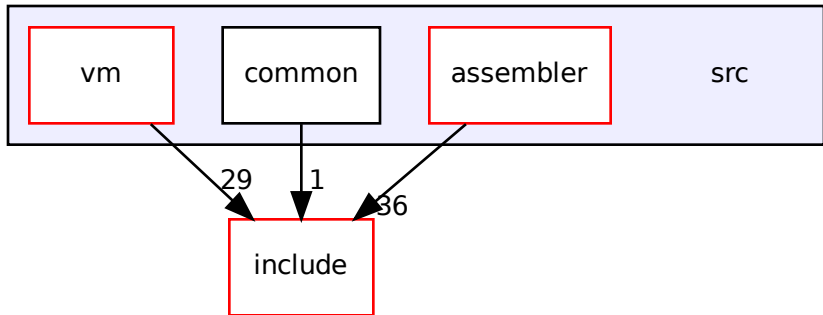 vm
common
assembler
src
29
1
36
include